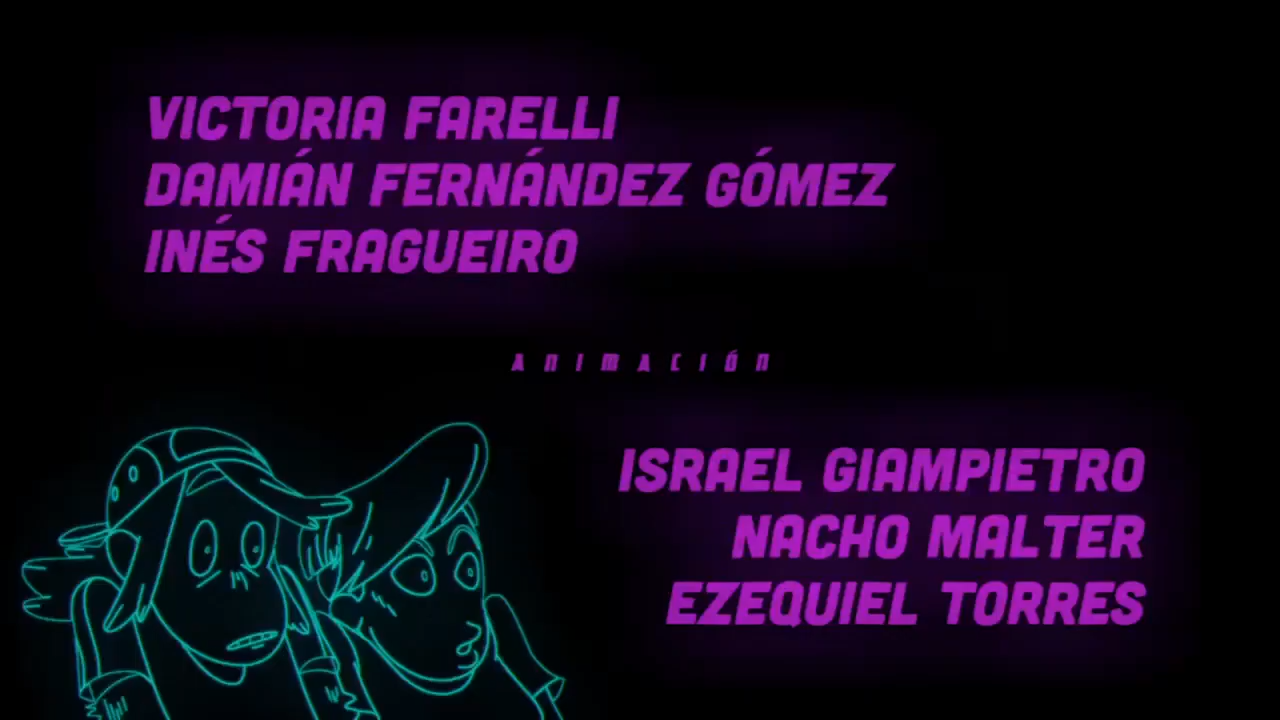 VICTORIA FARELLI
DAMIÁN FERNÁNDEZ GÓMEZ
INÉS FRAGUEIRO
ANIMACIÓN
ISRAEL GIAMPIETRO
NACHO MALTER
EZEQUIEL TORRES